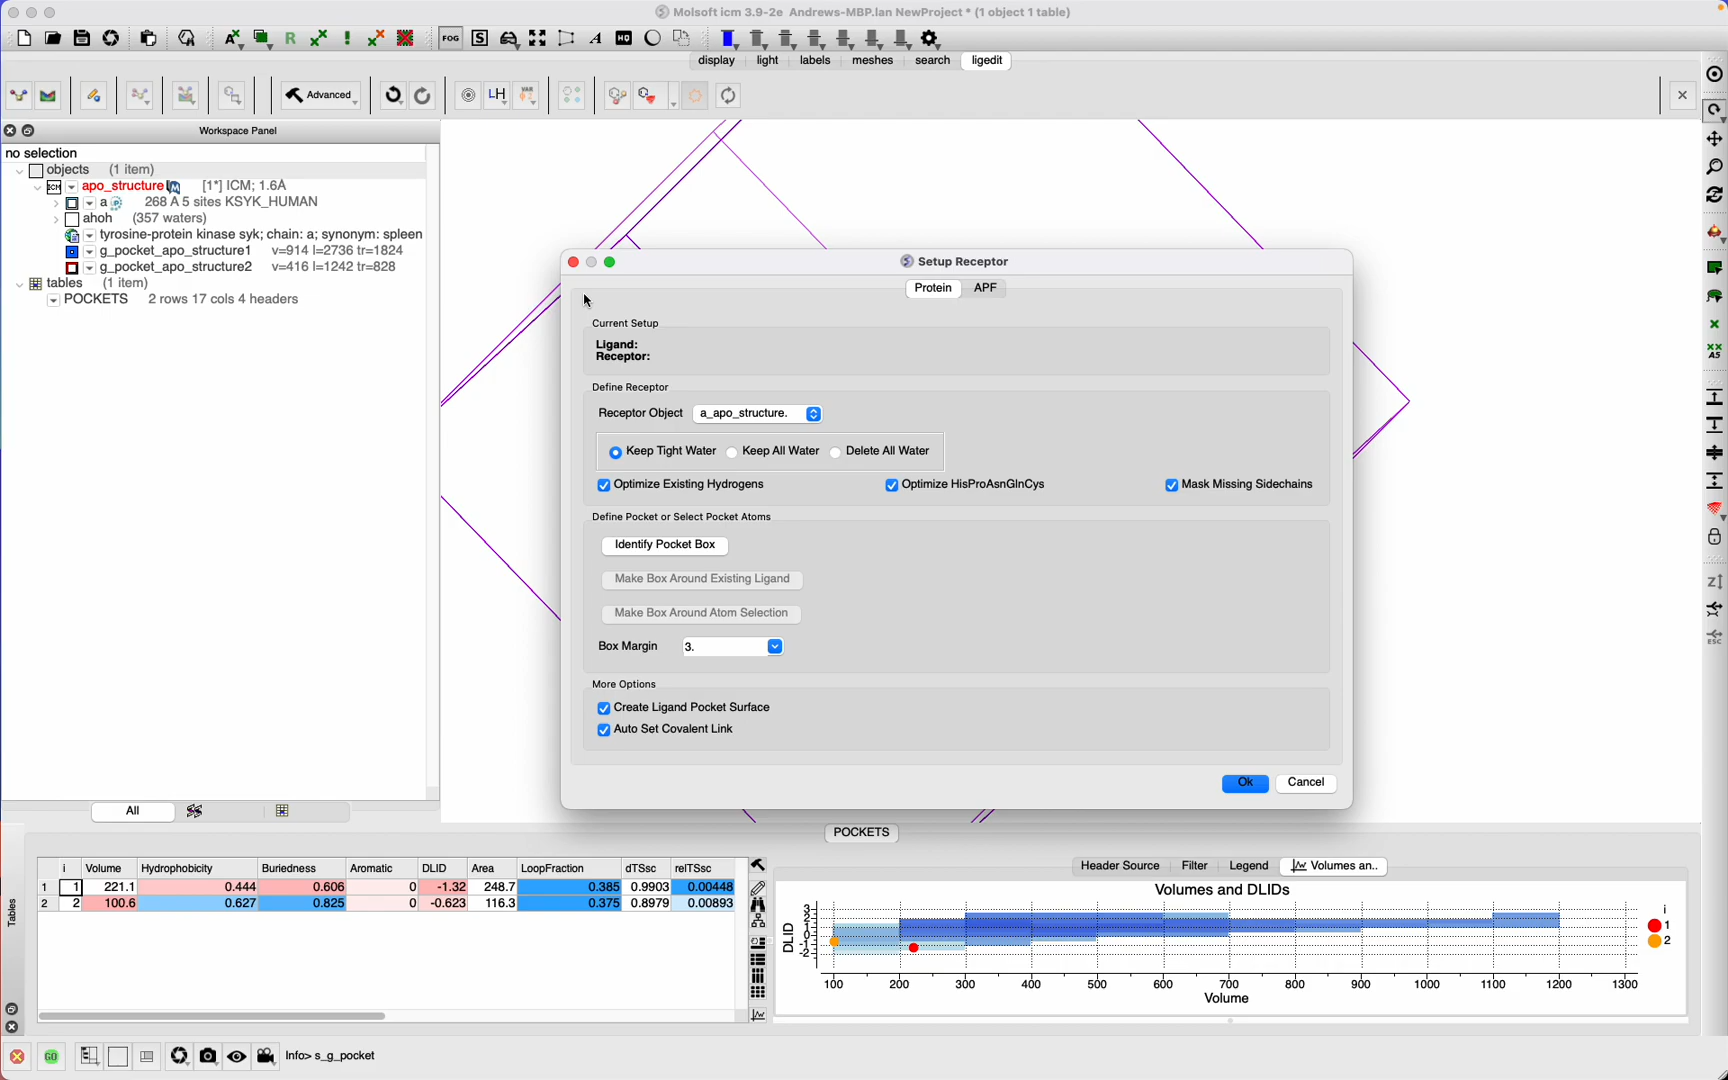 Molsoft icm 3.9-2e Andrews-MBP.lan NewProject * (1 object 1 table)
FOG
display light labels meshes search ligedit
Advanced
LH
Workspace Panel
no selection
objects (1 item)
ICM apo_structure [1*] ICM; 1.6Å
a 268 A 5 sites KSYK_HUMAN
ahoh (357 waters)
tyrosine-protein kinase syk; chain: a; synonym: spleen
g_pocket_apo_structure1 v=914 l=2736 tr=1824
g_pocket_apo_structure2 v=416 l=1242 tr=828
tables (1 item)
POCKETS 2 rows 17 cols 4 headers
All
Setup Receptor
Protein APF
Current Setup
Ligand:
Receptor:
Define Receptor
Receptor Object a_apo_structure.
Keep Tight Water Keep All Water Delete All Water
Optimize Existing Hydrogens Optimize HisProAsnGlnCys Mask Missing Sidechains
Define Pocket or Select Pocket Atoms
Identify Pocket Box
Make Box Around Existing Ligand
Make Box Around Atom Selection
Box Margin 3.
More Options
Create Ligand Pocket Surface
Auto Set Covalent Link
Ok Cancel
POCKETS
Tables
i Volume Hydrophobicity Buriedness Aromatic DLID Area LoopFraction dTSsc relTSsc
1 1 221.1 0.444 0.606 0 -1.32 248.7 0.385 0.9903 0.00448
2 2 100.6 0.627 0.825 0 -0.623 116.3 0.375 0.8979 0.00893
Header Source Filter Legend Volumes an..
Volumes and DLIDs
DLID
100 200 300 400 500 600 700 800 900 1000 1100 1200 1300
Volume
i
1
2
GO
Info> s_g_pocket